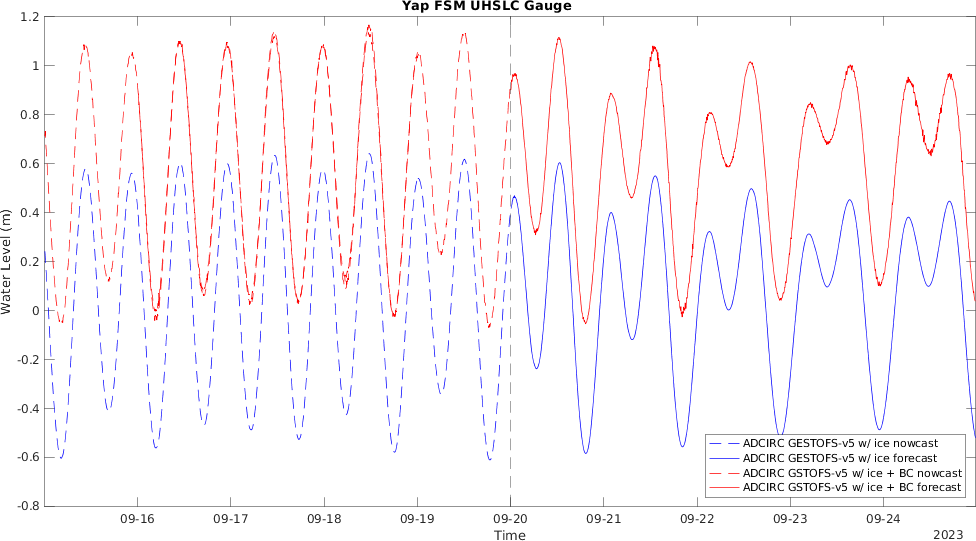 Yap FSM UHSLC Gauge
1.2
1
0.8
0.6
0.4
0.2
0
-0.2
-0.4
-0.6
-0.8
Water Level (m)
ADCIRC GESTOFS-v5 w/ ice nowcast
ADCIRC GESTOFS-v5 w/ ice forecast
ADCIRC GSTOFS-v5 w/ ice + BC nowcast
ADCIRC GSTOFS-v5 w/ ice + BC forecast
09-16 09-17 09-18 09-19 09-20 09-21 09-22 09-23 09-24
Time
2023